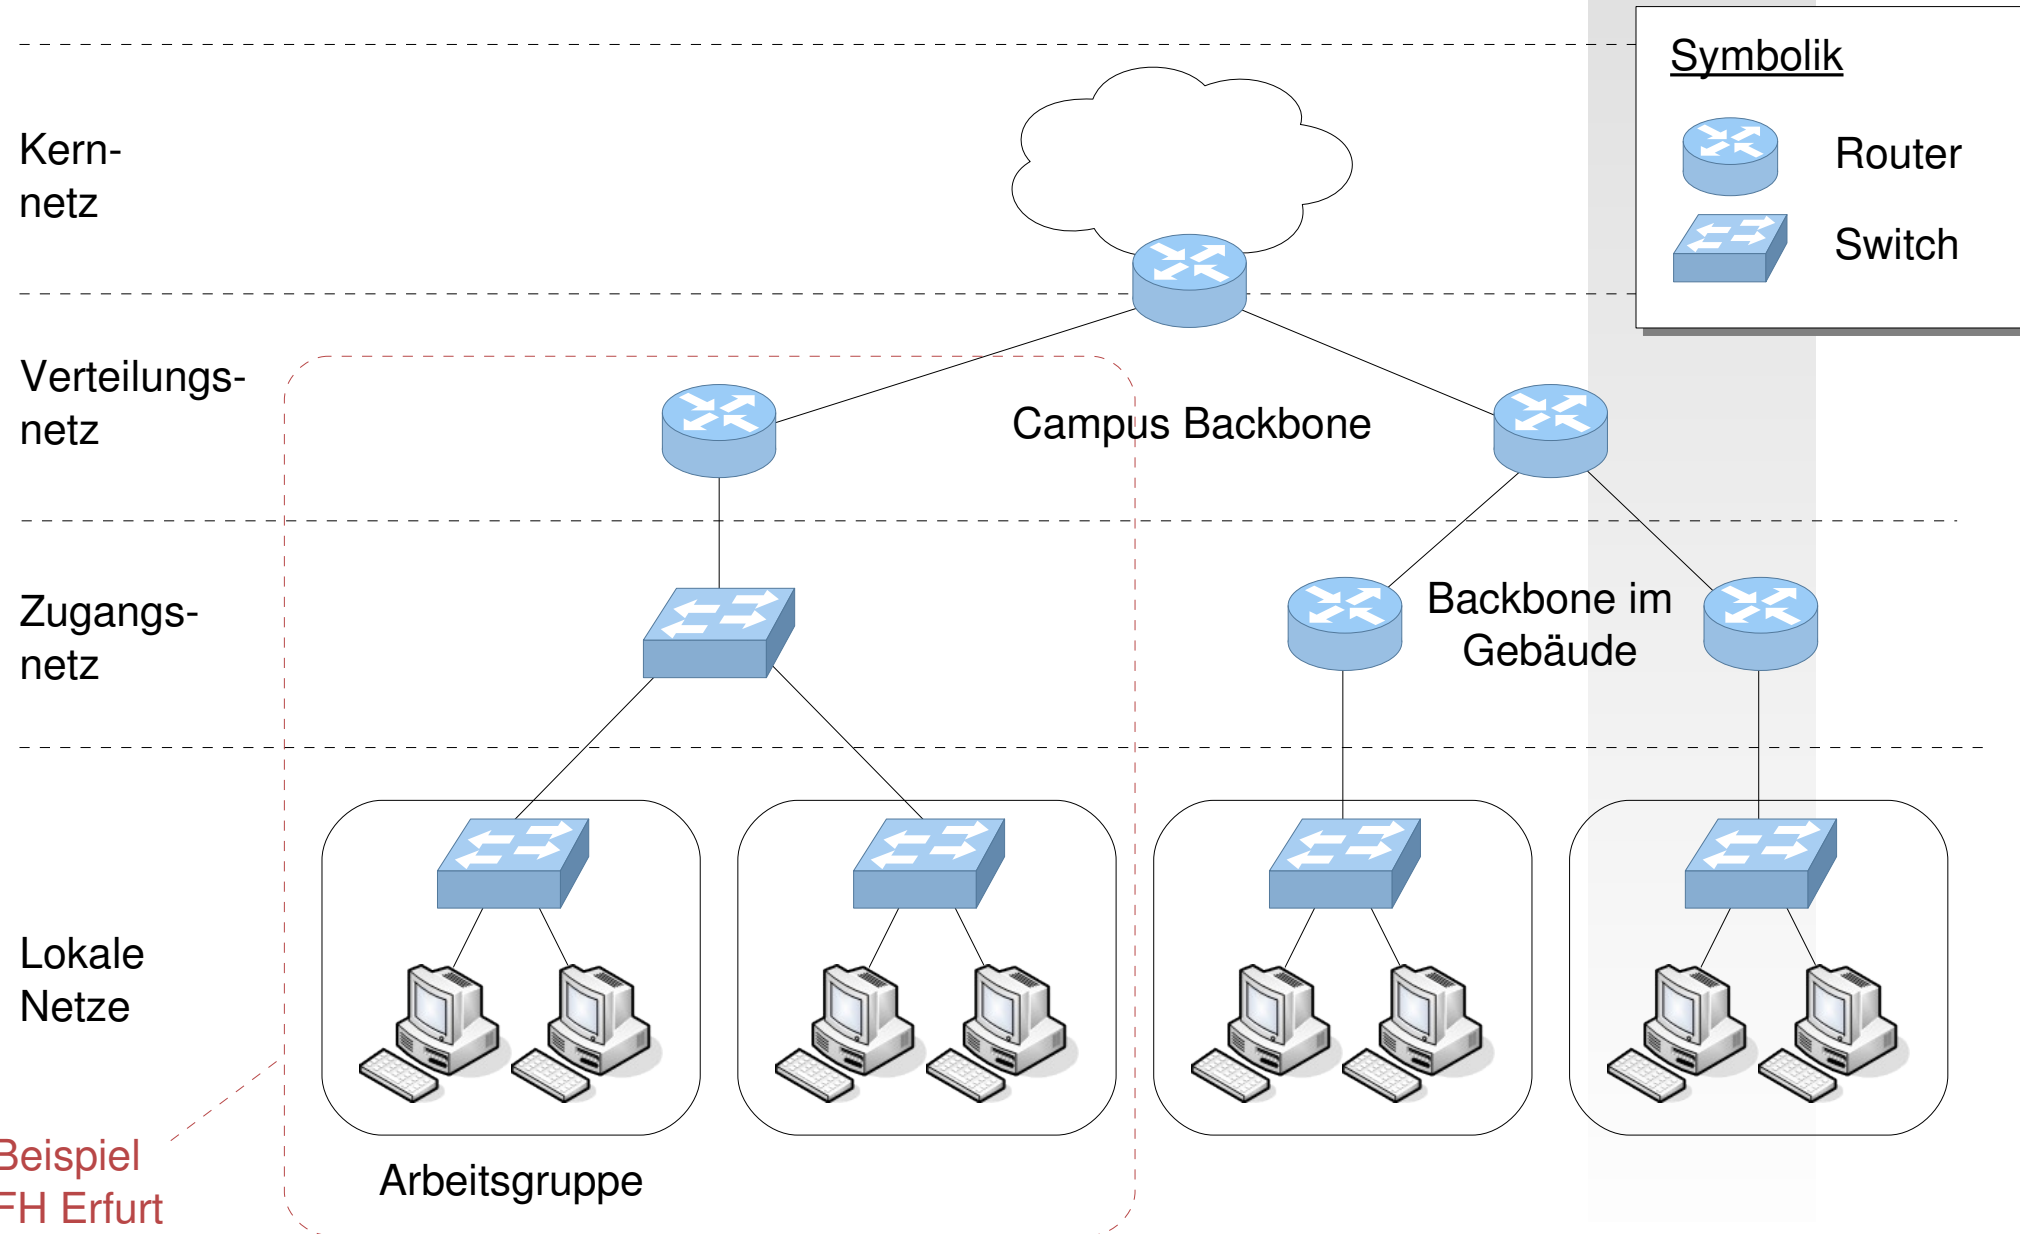 Symbolik
Router
Switch
Kern-
netz
Verteilungs-
netz
Campus Backbone
Zugangs-
netz
Backbone im
Gebäude
Lokale
Netze
Beispiel
FH Erfurt
Arbeitsgruppe